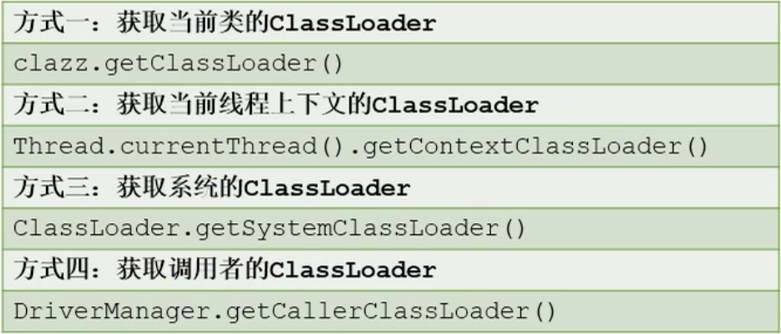 方式一：获取当前类的ClassLoader
clazz.getClassLoader()
方式二：获取当前线程上下文的ClassLoader
Thread.currentThread().getContextClassLoader()
方式三：获取系统的ClassLoader
ClassLoader.getSystemClassLoader()
方式四：获取调用者的ClassLoader
DriverManager.getCallerClassLoader()